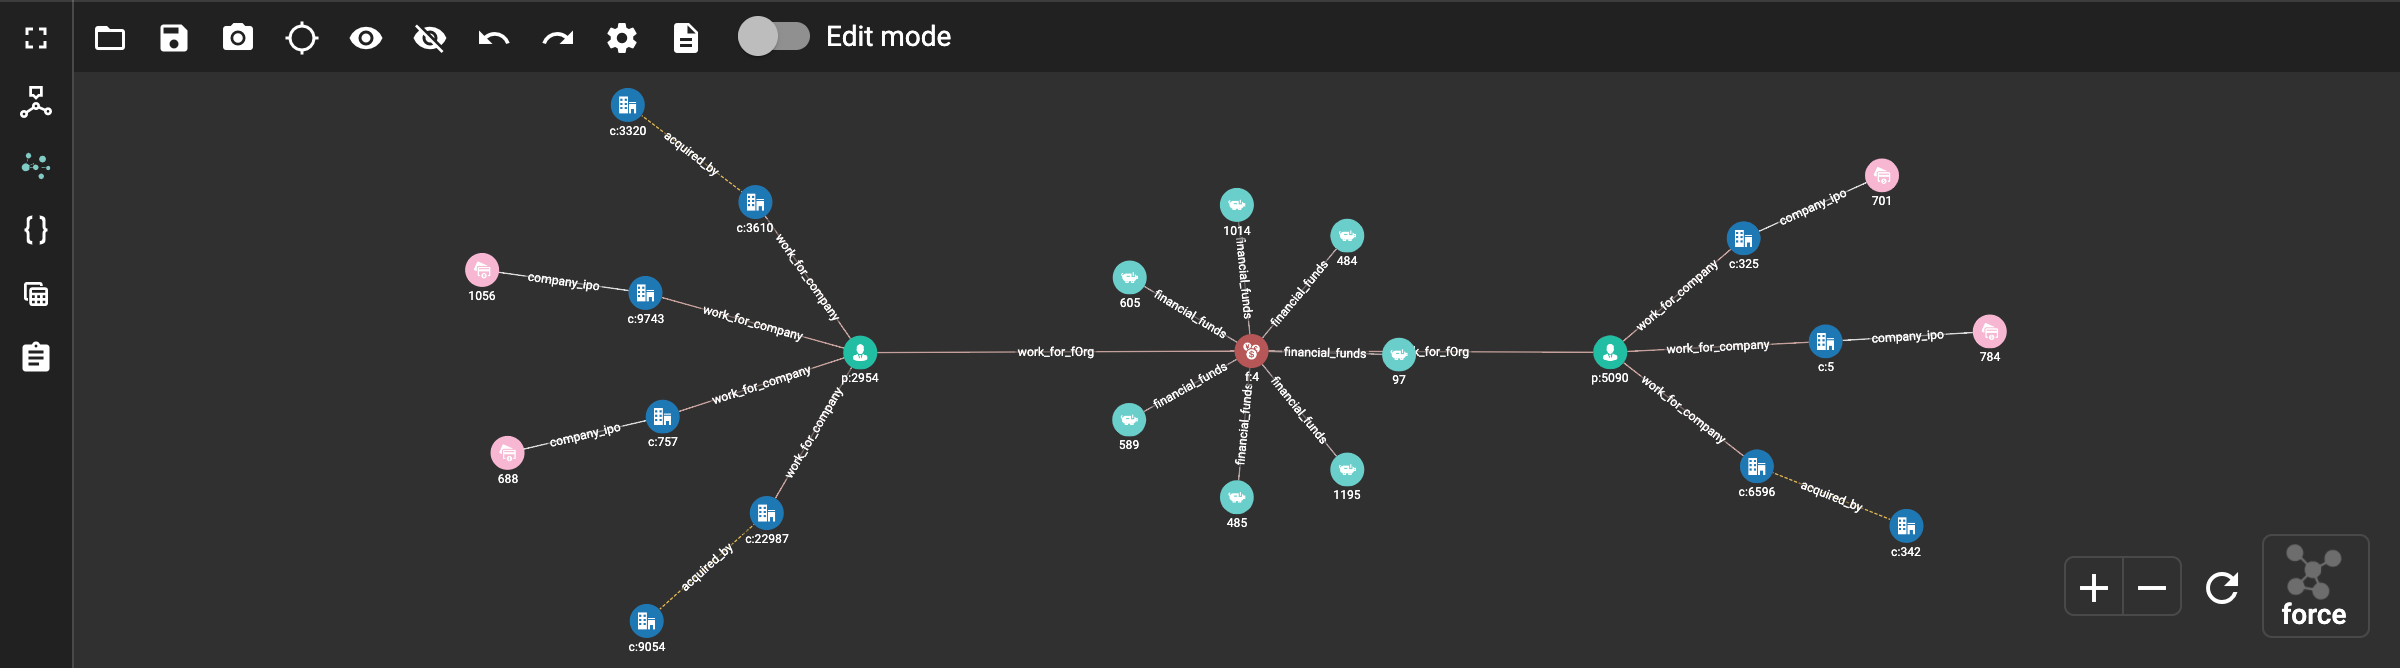 Edit mode
c:3320
acquired_by
c:3610
work_for_company
1056
company_ipo
c:9743
work_for_company
work_for_company
c:757
company_ipo
688
work_for_company
c:22987
acquired_by
c:9054
p:2954
work_for_fOrg
1014
financial_funds
484
financial_funds
605
financial_funds
f:4
financial_funds
97
k_for_fOrg
589
financial_funds
financial_funds
485
financial_funds
1195
p:5090
work_for_company
c:325
company_ipo
701
work_for_company
c:5
company_ipo
784
work_for_company
c:6596
acquired_by
c:342
force